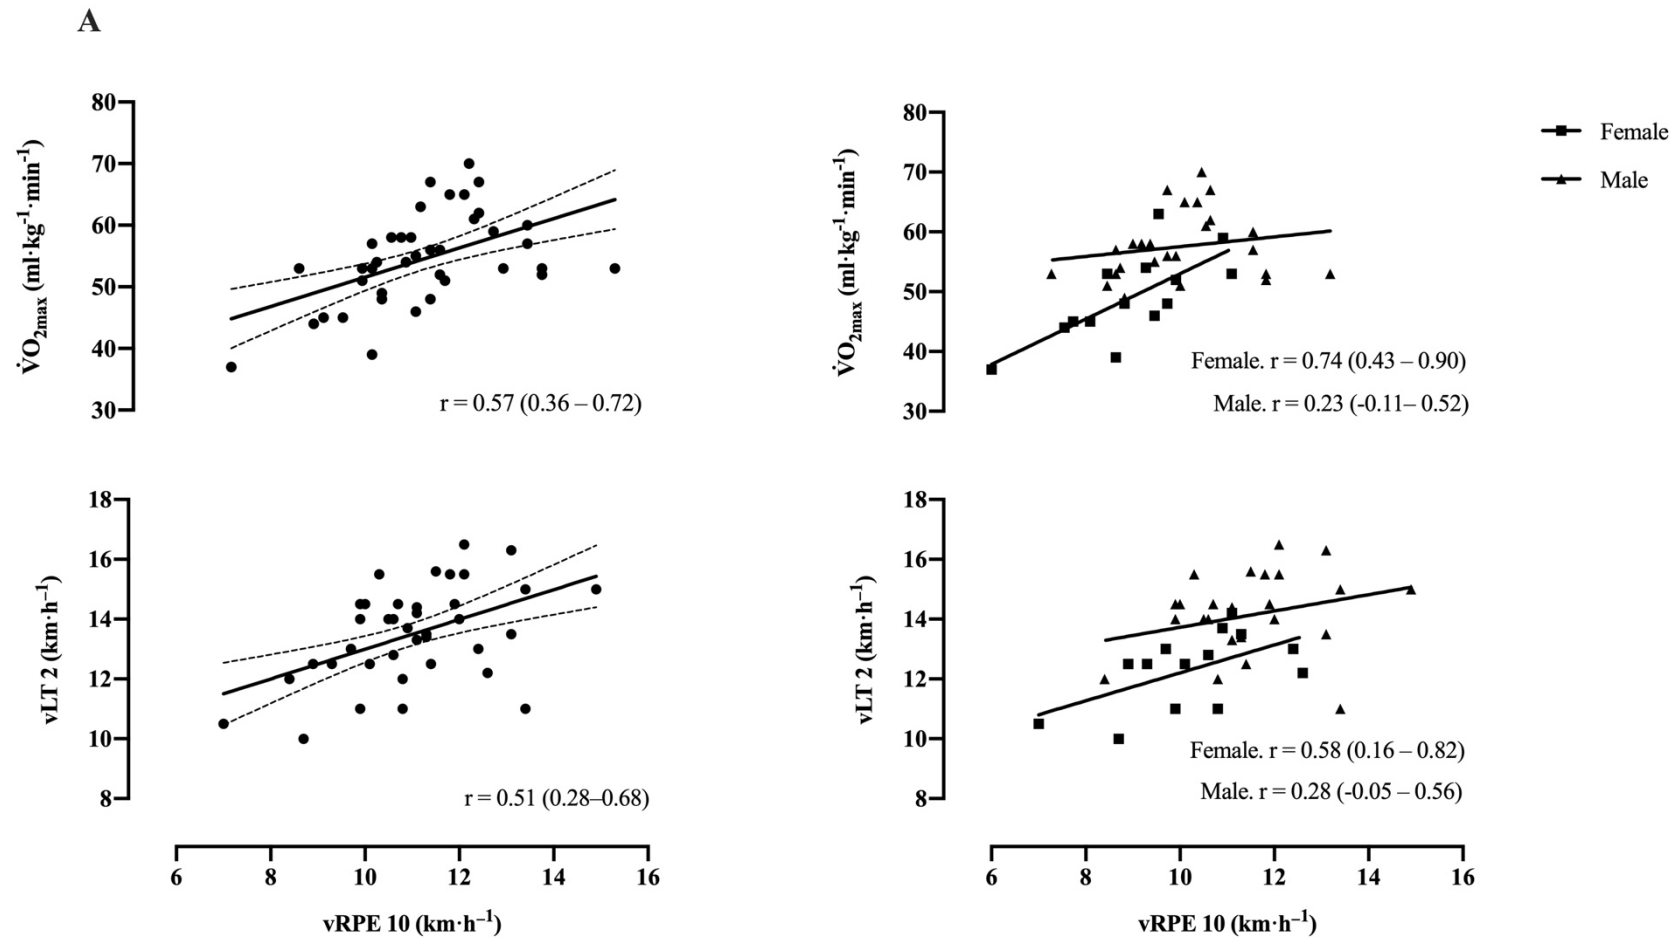 A
80
70
60
50
40
30
V̇O2max (ml·kg-1·min-1)
r = 0.57 (0.36 – 0.72)
80
70
60
50
40
30
V̇O2max (ml·kg-1·min-1)
Female. r = 0.74 (0.43 – 0.90)
Male. r = 0.23 (-0.11– 0.52)
Female
Male
18
16
14
12
10
8
vLT 2 (km·h-1)
r = 0.51 (0.28–0.68)
6 8 10 12 14 16
vRPE 10 (km·h–1)
18
16
14
12
10
8
vLT 2 (km·h-1)
Female. r = 0.58 (0.16 – 0.82)
Male. r = 0.28 (-0.05 – 0.56)
6 8 10 12 14 16
vRPE 10 (km·h–1)